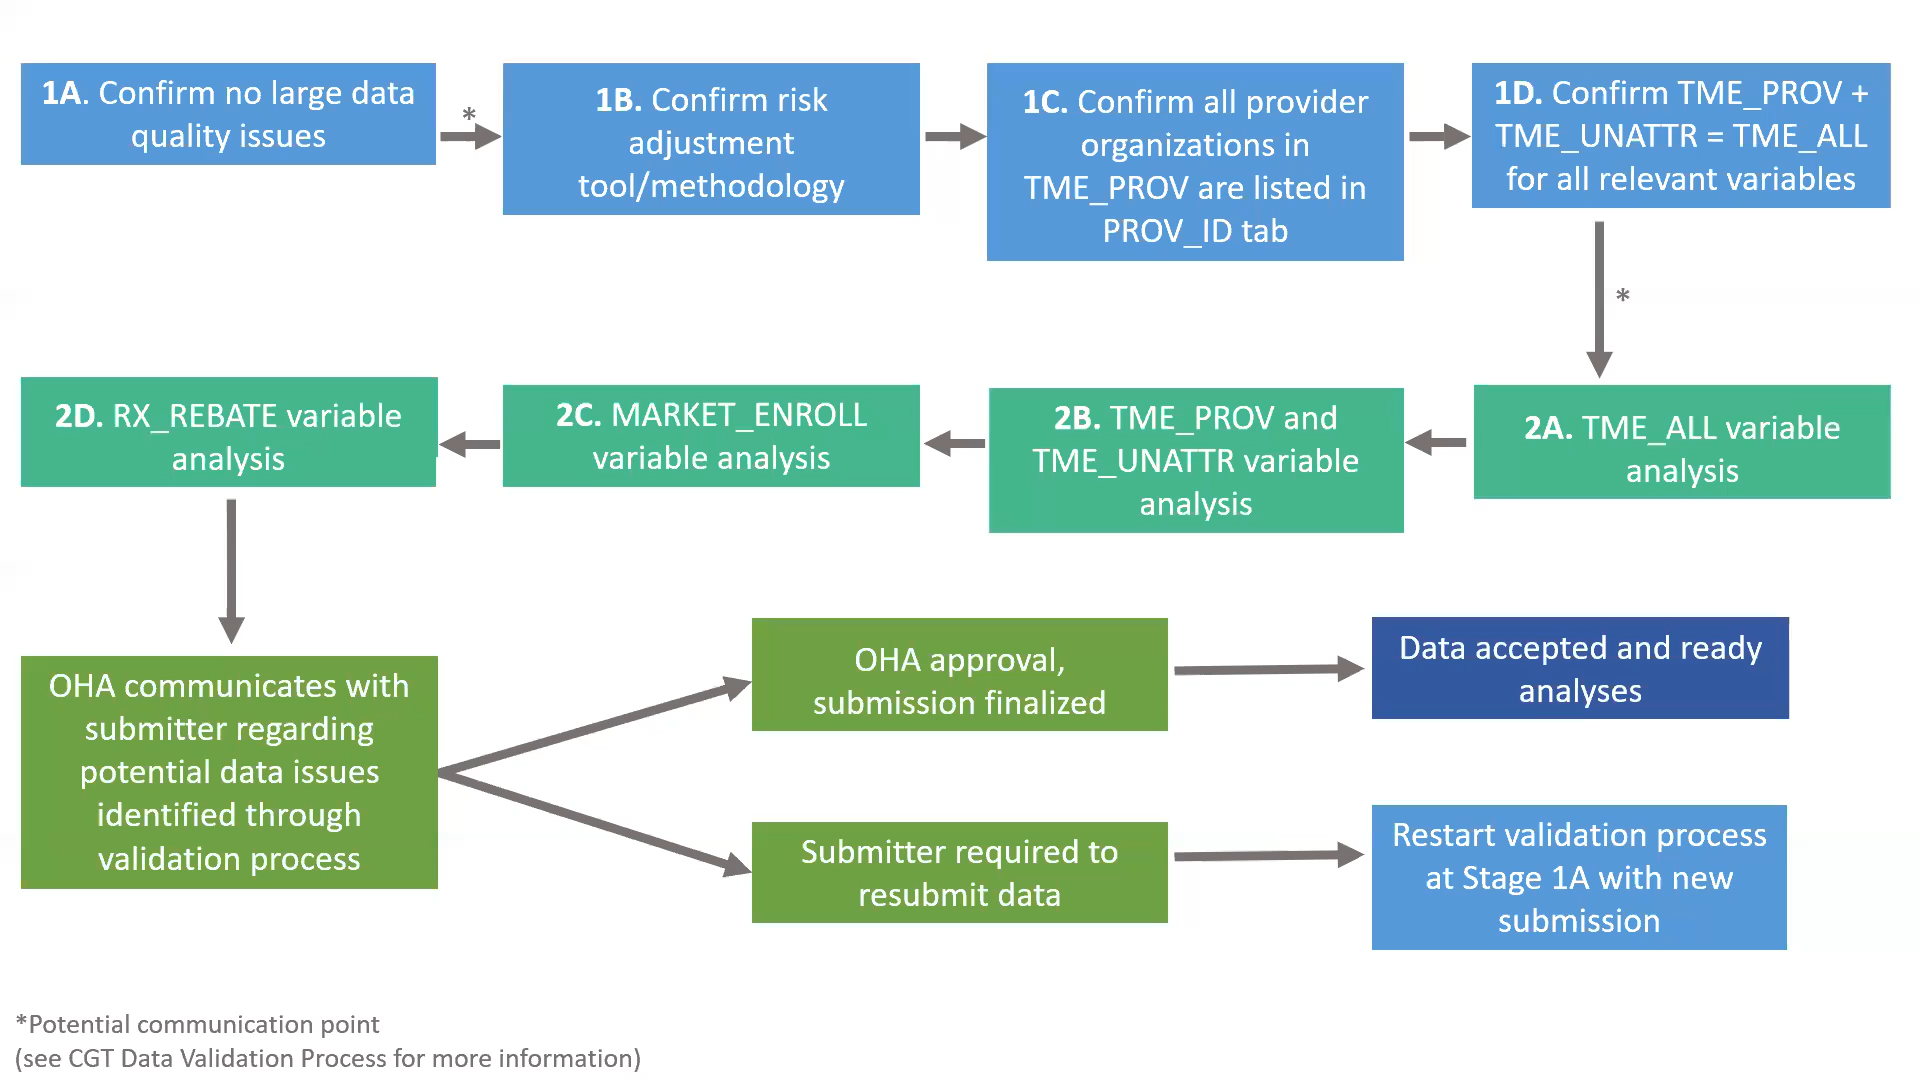 1A. Confirm no large data
quality issues
*
1B. Confirm risk
adjustment
tool/methodology
1C. Confirm all provider
organizations in
TME_PROV are listed in
PROV_ID tab
1D. Confirm TME_PROV +
TME_UNATTR = TME_ALL
for all relevant variables
*
2A. TME_ALL variable
analysis
2B. TME_PROV and
TME_UNATTR variable
analysis
2C. MARKET_ENROLL
variable analysis
2D. RX_REBATE variable
analysis
OHA communicates with
submitter regarding
potential data issues
identified through
validation process
OHA approval,
submission finalized
Data accepted and ready
analyses
Submitter required to
resubmit data
Restart validation process
at Stage 1A with new
submission
*Potential communication point
(see CGT Data Validation Process for more information)